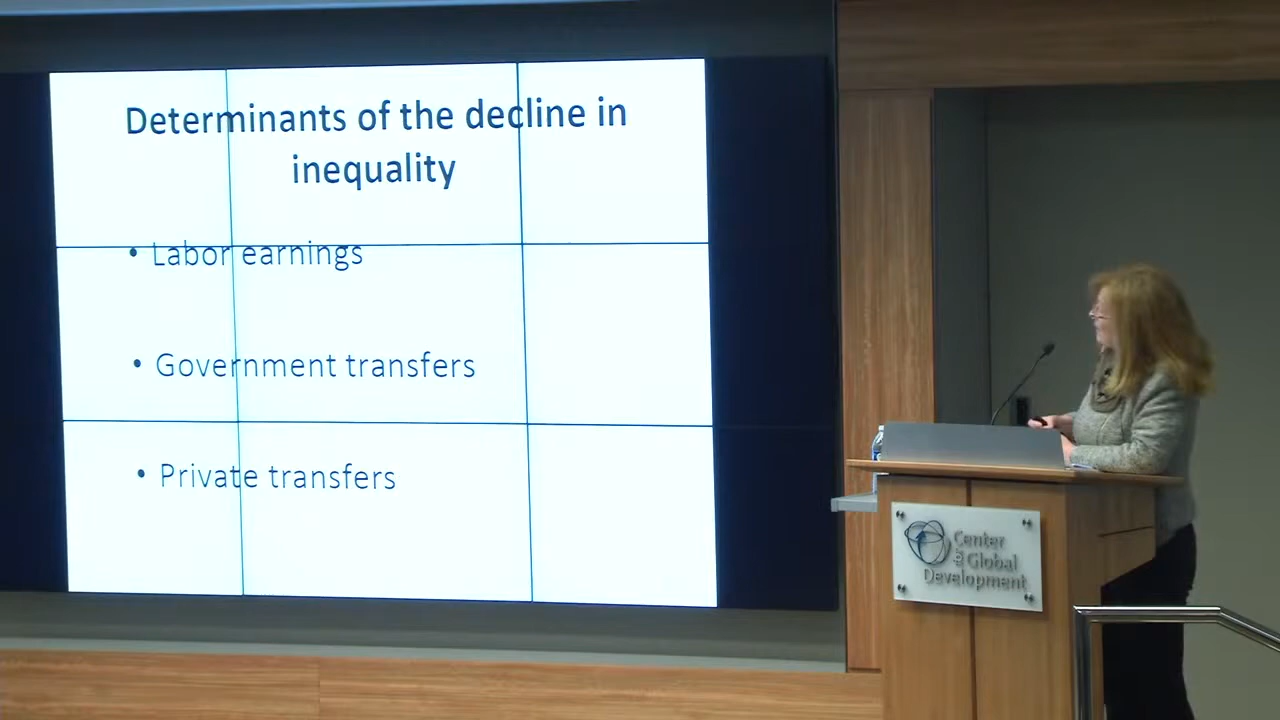 Determinants of the decline in
inequality
• Labor earnings
• Government transfers
• Private transfers
Center
Global
Development